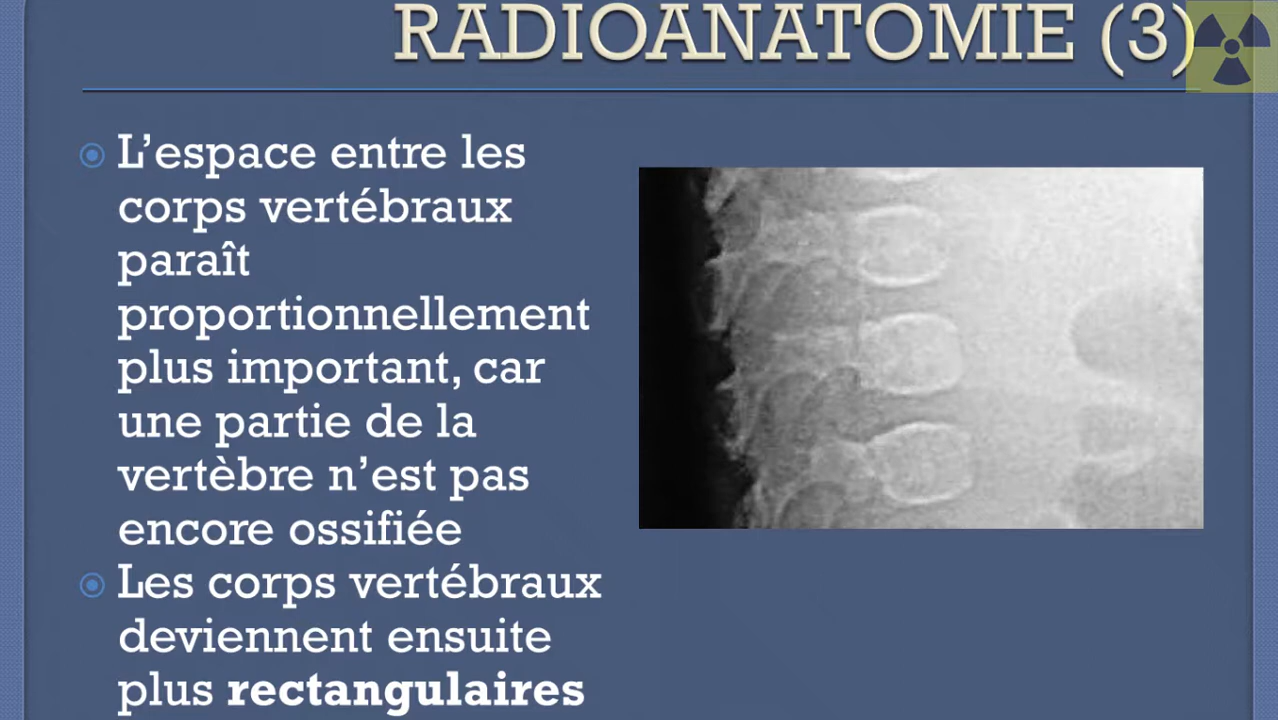 RADIOANATOMIE (3)
L’espace entre les
corps vertébraux
paraît
proportionnellement
plus important, car
une partie de la
vertèbre n’est pas
encore ossifiée
Les corps vertébraux
deviennent ensuite
plus rectangulaires